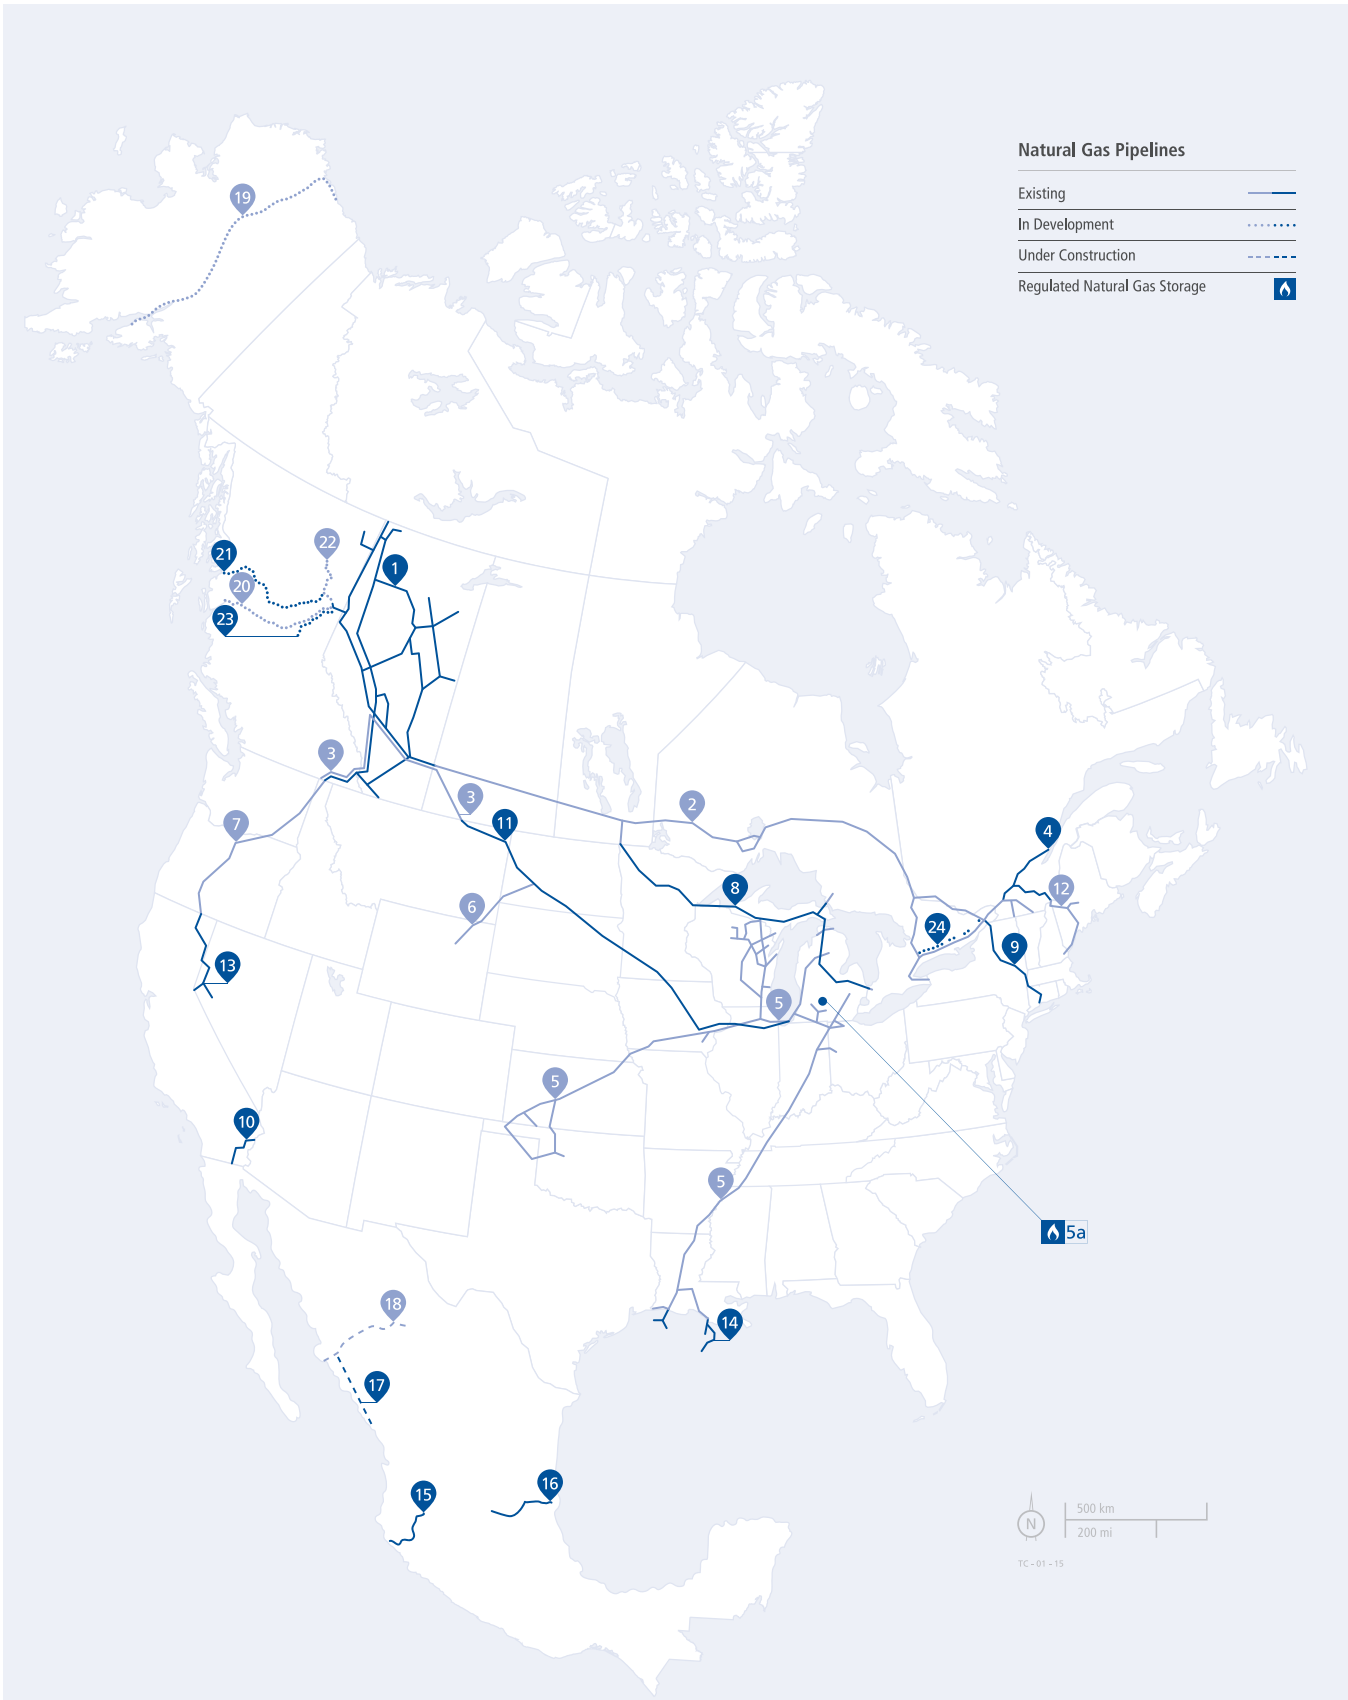 Natural Gas Pipelines
Existing
In Development
Under Construction
Regulated Natural Gas Storage
19
21
22
20
1
23
3
3
2
7
11
4
8
12
6
24
9
13
5
5
10
5
5a
18
14
17
16
15
500 km
N
200 mi
TC - 01 - 15